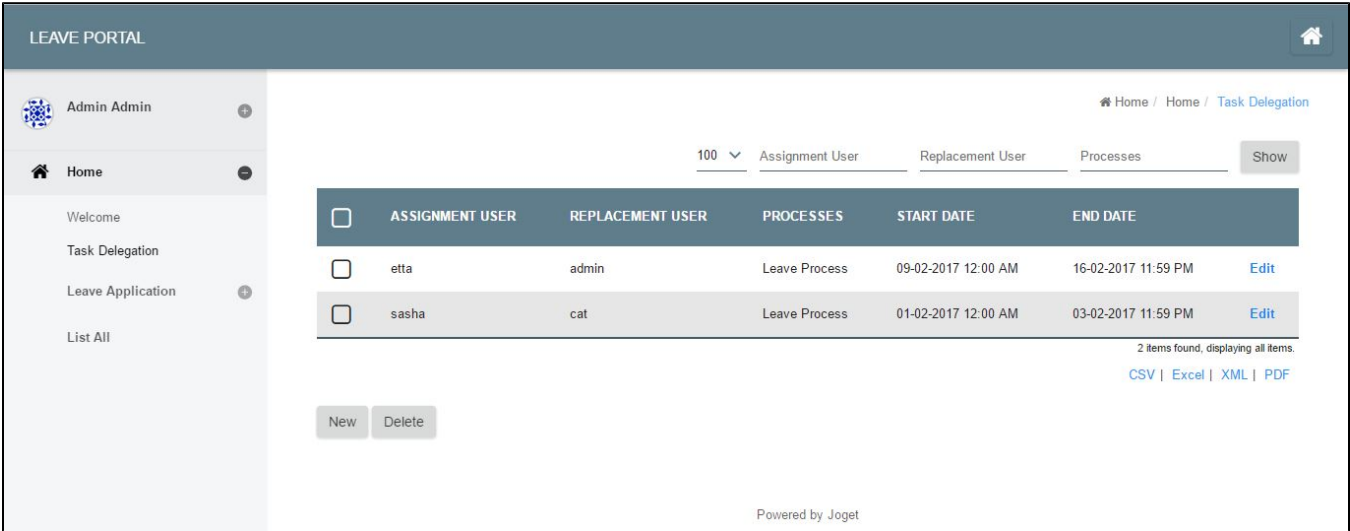 LEAVE PORTAL
Admin Admin
Home / Home / Task Delegation
100 Assignment User Replacement User Processes Show
Home
Welcome
Task Delegation
Leave Application
List All
ASSIGNMENT USER REPLACEMENT USER PROCESSES START DATE END DATE
etta admin Leave Process 09-02-2017 12:00 AM 16-02-2017 11:59 PM Edit
sasha cat Leave Process 01-02-2017 12:00 AM 03-02-2017 11:59 PM Edit
2 items found, displaying all items.
CSV | Excel | XML | PDF
New Delete
Powered by Joget